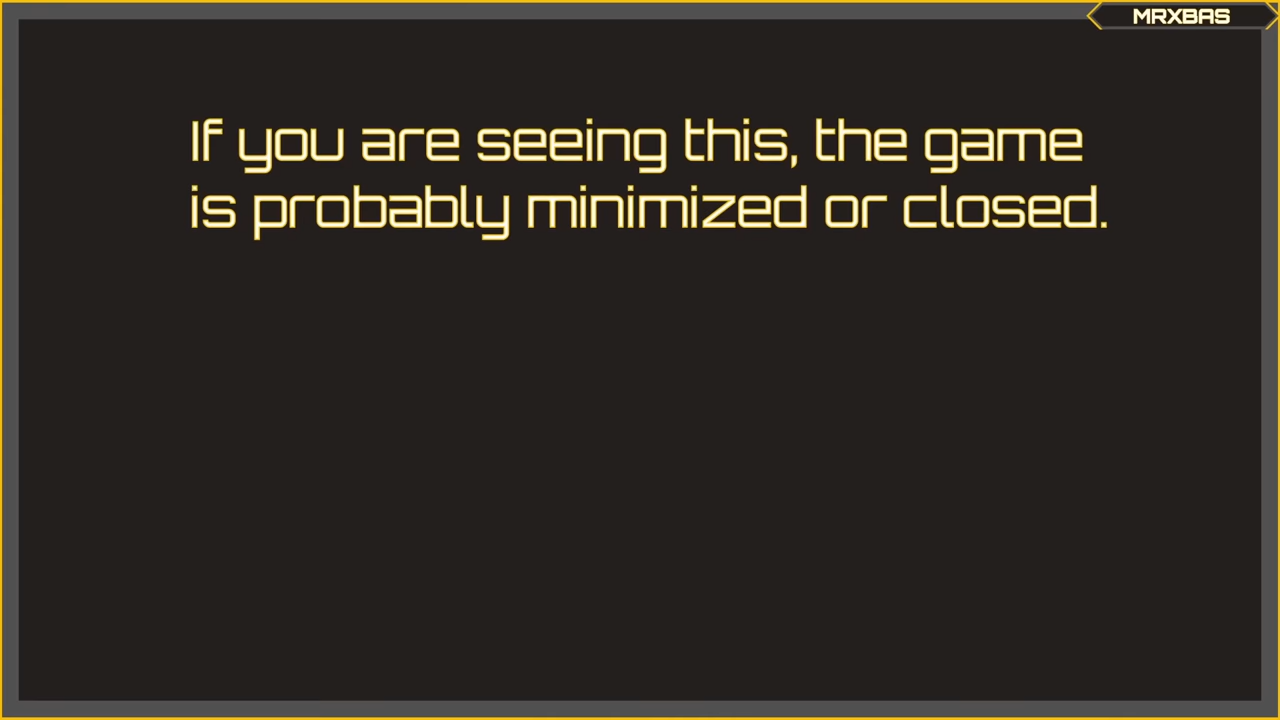 MRXBAS
If you are seeing this, the game
is probably minimized or closed.